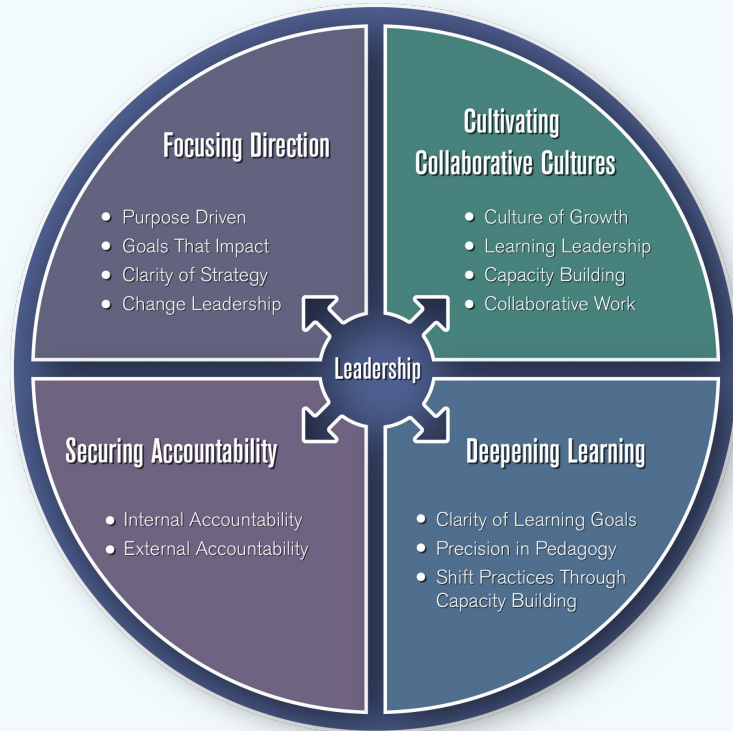 Focusing Direction
• Purpose Driven
• Goals That Impact
• Clarity of Strategy
• Change Leadership
Cultivating
Collaborative Cultures
• Culture of Growth
• Learning Leadership
• Capacity Building
• Collaborative Work
Leadership
Securing Accountability
• Internal Accountability
• External Accountability
Deepening Learning
• Clarity of Learning Goals
• Precision in Pedagogy
• Shift Practices Through
Capacity Building